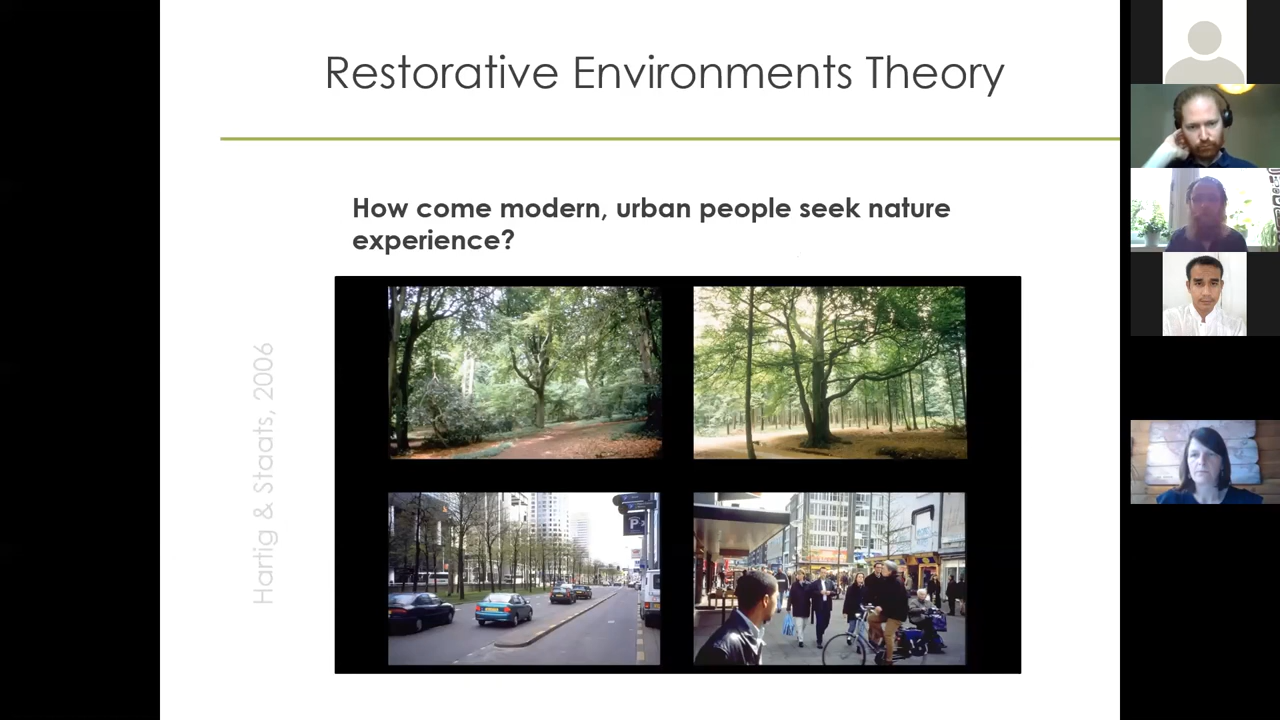 Restorative Environments Theory
How come modern, urban people seek nature
experience?
Hartig & Staats, 2006
P